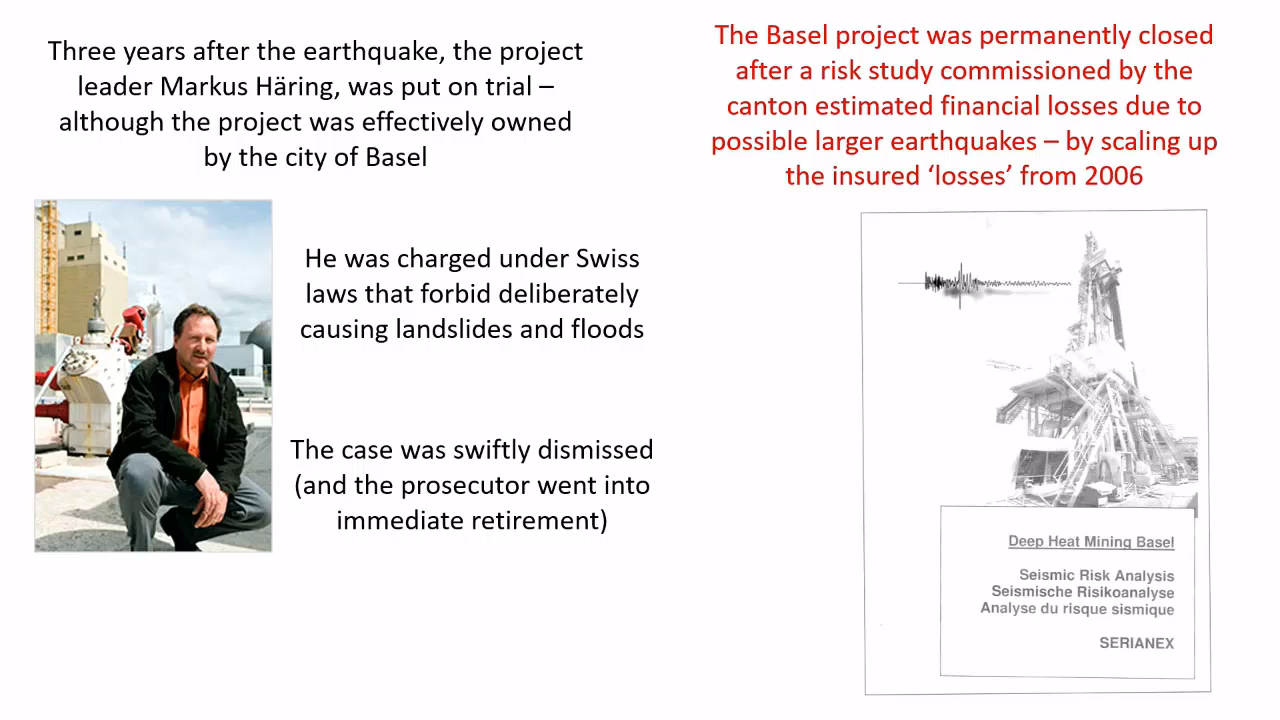 Three years after the earthquake, the project
leader Markus Häring, was put on trial –
although the project was effectively owned
by the city of Basel
He was charged under Swiss
laws that forbid deliberately
causing landslides and floods
The case was swiftly dismissed
(and the prosecutor went into
immediate retirement)
The Basel project was permanently closed
after a risk study commissioned by the
canton estimated financial losses due to
possible larger earthquakes – by scaling up
the insured ‘losses’ from 2006
Deep Heat Mining Basel
Seismic Risk Analysis
Seismische Risikoanalyse
Analyse du risque sismique
SERIANEX